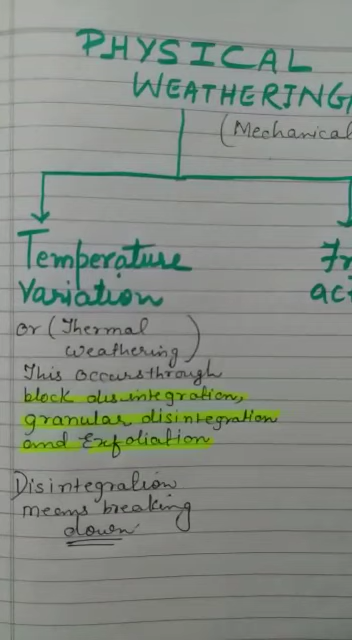 PHYSICAL
WEATHERING
(Mechanical
Temperature
Variation
or (Thermal
weathering)
This occurs through
block disintegration,
granular disintegration
and Exfoliation
Disintegration
means breaking
down